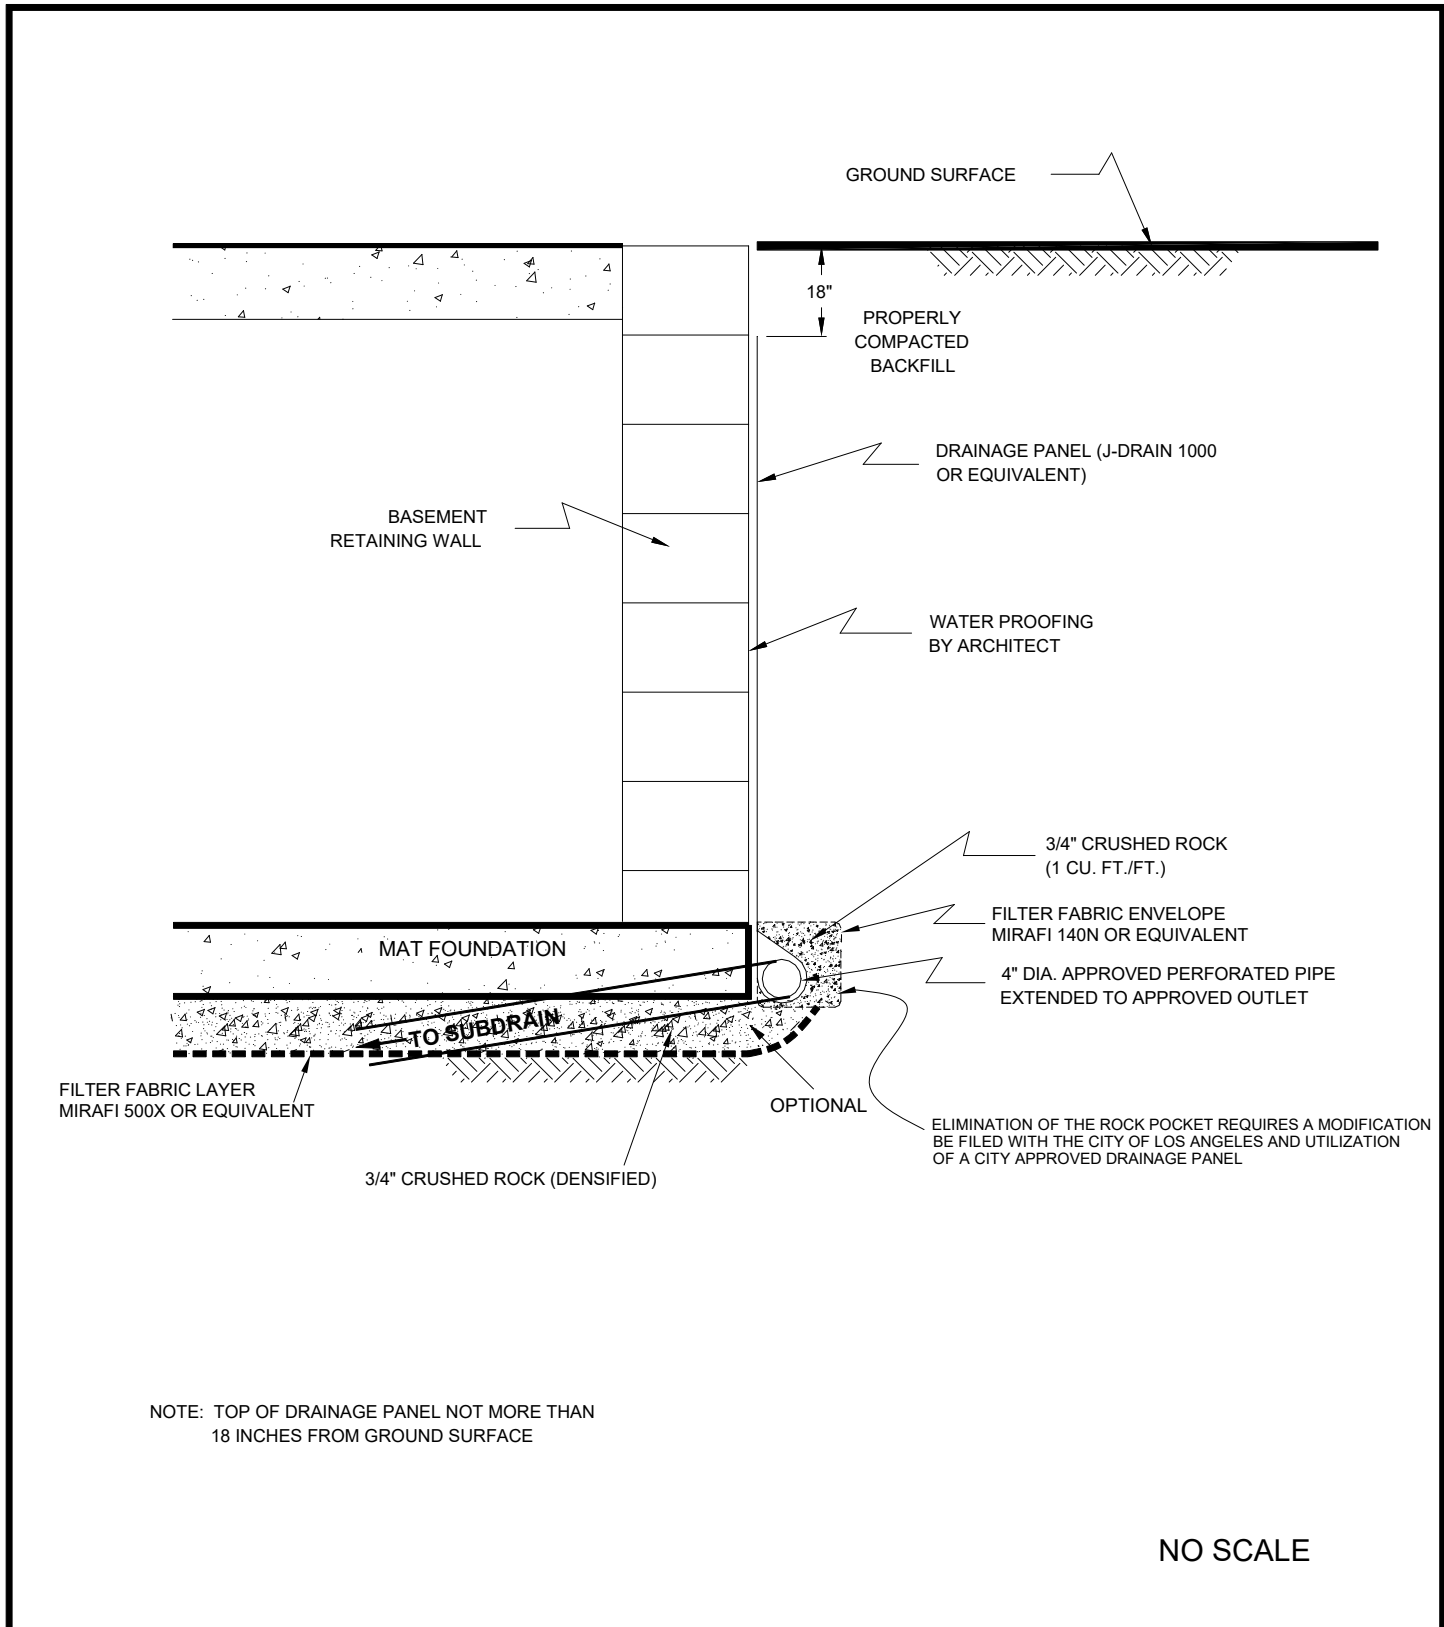 GROUND SURFACE
18"
PROPERLY
COMPACTED
BACKFILL
DRAINAGE PANEL (J-DRAIN 1000
OR EQUIVALENT)
BASEMENT
RETAINING WALL
WATER PROOFING
BY ARCHITECT
3/4" CRUSHED ROCK
(1 CU. FT./FT.)
FILTER FABRIC ENVELOPE
MIRAFI 140N OR EQUIVALENT
MAT FOUNDATION
4" DIA. APPROVED PERFORATED PIPE
EXTENDED TO APPROVED OUTLET
TO SUBDRAIN
FILTER FABRIC LAYER
MIRAFI 500X OR EQUIVALENT
OPTIONAL
ELIMINATION OF THE ROCK POCKET REQUIRES A MODIFICATION
BE FILED WITH THE CITY OF LOS ANGELES AND UTILIZATION
OF A CITY APPROVED DRAINAGE PANEL
3/4" CRUSHED ROCK (DENSIFIED)
NOTE: TOP OF DRAINAGE PANEL NOT MORE THAN
18 INCHES FROM GROUND SURFACE
NO SCALE